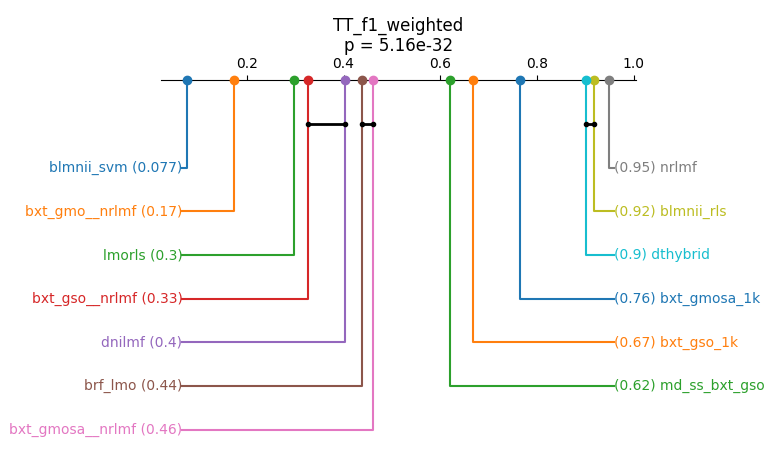 TT_f1_weighted
p = 5.16e-32
0.2 0.4 0.6 0.8 1.0
blmnii_svm (0.077) (0.95) nrlmf
bxt_gmo__nrlmf (0.17) (0.92) blmnii_rls
lmorls (0.3) (0.9) dthybrid
bxt_gso__nrlmf (0.33) (0.76) bxt_gmosa_1k
dnilmf (0.4) (0.67) bxt_gso_1k
brf_lmo (0.44) (0.62) md_ss_bxt_gso
bxt_gmosa__nrlmf (0.46)